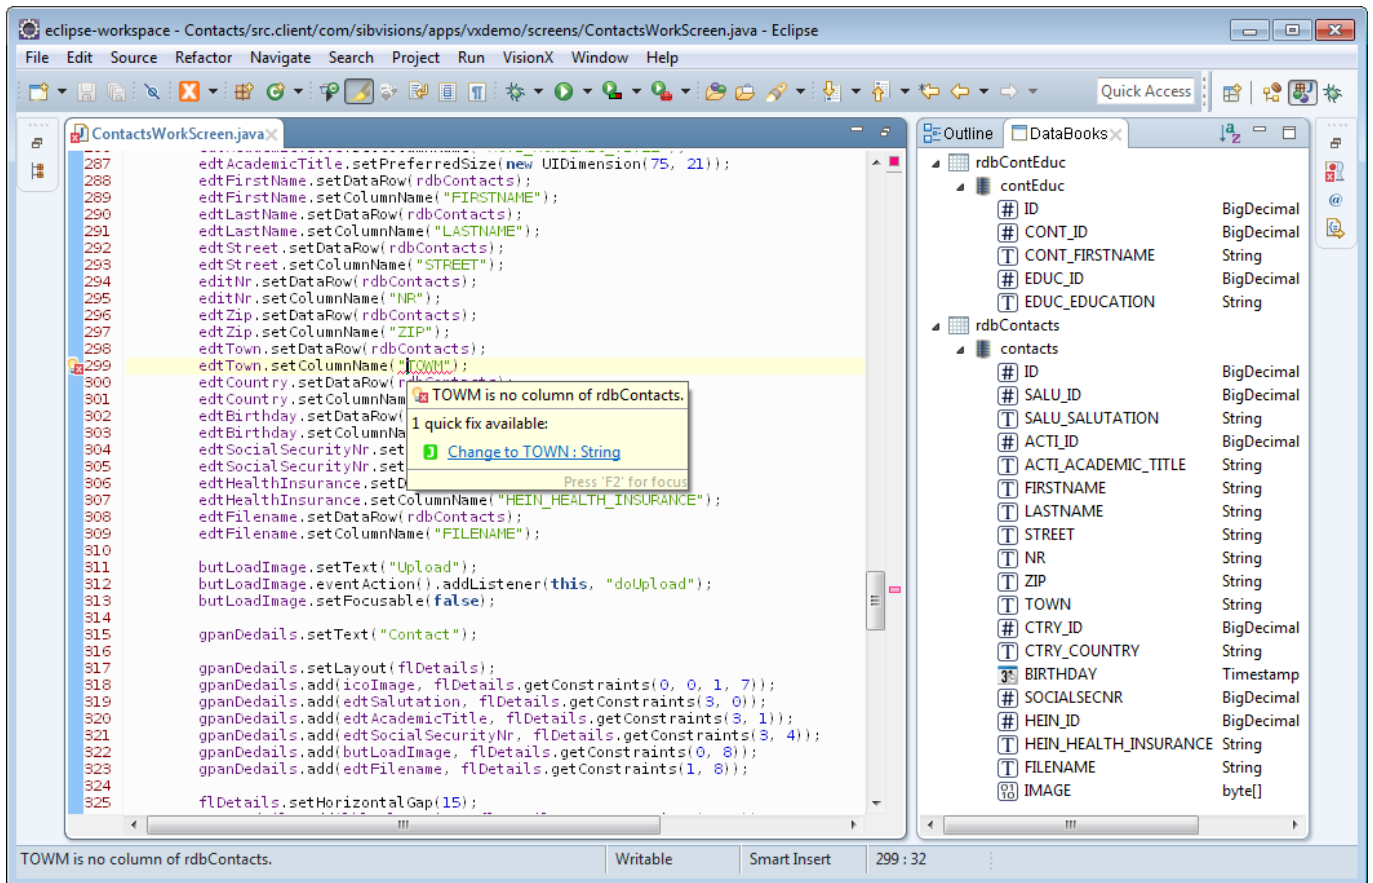 eclipse-workspace - Contacts/src.client/com/sibvisions/apps/vxdemo/screens/ContactsWorkScreen.java - Eclipse
File Edit Source Refactor Navigate Search Project Run VisionX Window Help
Quick Access
ContactsWorkScreen.java
287 edtAcademicTitle.setPreferredSize(new UIDimension(75, 21));
288 edtFirstName.setDataRow(rdbContacts);
289 edtFirstName.setColumnName("FIRSTNAME");
290 edtLastName.setDataRow(rdbContacts);
291 edtLastName.setColumnName("LASTNAME");
292 edtStreet.setDataRow(rdbContacts);
293 edtStreet.setColumnName("STREET");
294 editNr.setDataRow(rdbContacts);
295 editNr.setColumnName("NR");
296 edtZip.setDataRow(rdbContacts);
297 edtZip.setColumnName("ZIP");
298 edtTown.setDataRow(rdbContacts);
299 edtTown.setColumnName("TOWM");
300 edtCountry.setDataRow(rdbContacts);
301 edtCountry.setColumnNam
302 edtBirthday.setDataRow(
303 edtBirthday.setColumnNa
304 edtSocialSecurityNr.set
305 edtSocialSecurityNr.set
306 edtHealthInsurance.setD
307 edtHealthInsurance.setColumnName("HEIN_HEALTH_INSURANCE");
308 edtFilename.setDataRow(rdbContacts);
309 edtFilename.setColumnName("FILENAME");
310
311 butLoadImage.setText("Upload");
312 butLoadImage.eventAction().addListener(this, "doUpload");
313 butLoadImage.setFocusable(false);
314
315 gpanDedails.setText("Contact");
316
317 gpanDedails.setLayout(flDetails);
318 gpanDedails.add(icoImage, flDetails.getConstraints(0, 0, 1, 7));
319 gpanDedails.add(edtSalutation, flDetails.getConstraints(3, 0));
320 gpanDedails.add(edtAcademicTitle, flDetails.getConstraints(3, 1));
321 gpanDedails.add(edtSocialSecurityNr, flDetails.getConstraints(3, 4));
322 gpanDedails.add(butLoadImage, flDetails.getConstraints(0, 8));
323 gpanDedails.add(edtFilename, flDetails.getConstraints(1, 8));
324
325 flDetails.setHorizontalGap(15);
TOWM is no column of rdbContacts.
1 quick fix available:
Change to TOWN : String
Press 'F2' for focus
Outline DataBooks
rdbContEduc
contEduc
ID BigDecimal
CONT_ID BigDecimal
CONT_FIRSTNAME String
EDUC_ID BigDecimal
EDUC_EDUCATION String
rdbContacts
contacts
ID BigDecimal
SALU_ID BigDecimal
SALU_SALUTATION String
ACTI_ID BigDecimal
ACTI_ACADEMIC_TITLE String
FIRSTNAME String
LASTNAME String
STREET String
NR String
ZIP String
TOWN String
CTRY_ID BigDecimal
CTRY_COUNTRY String
BIRTHDAY Timestamp
SOCIALSECNR BigDecimal
HEIN_ID BigDecimal
HEIN_HEALTH_INSURANCE String
FILENAME String
IMAGE byte[]
TOWM is no column of rdbContacts. Writable Smart Insert 299 : 32